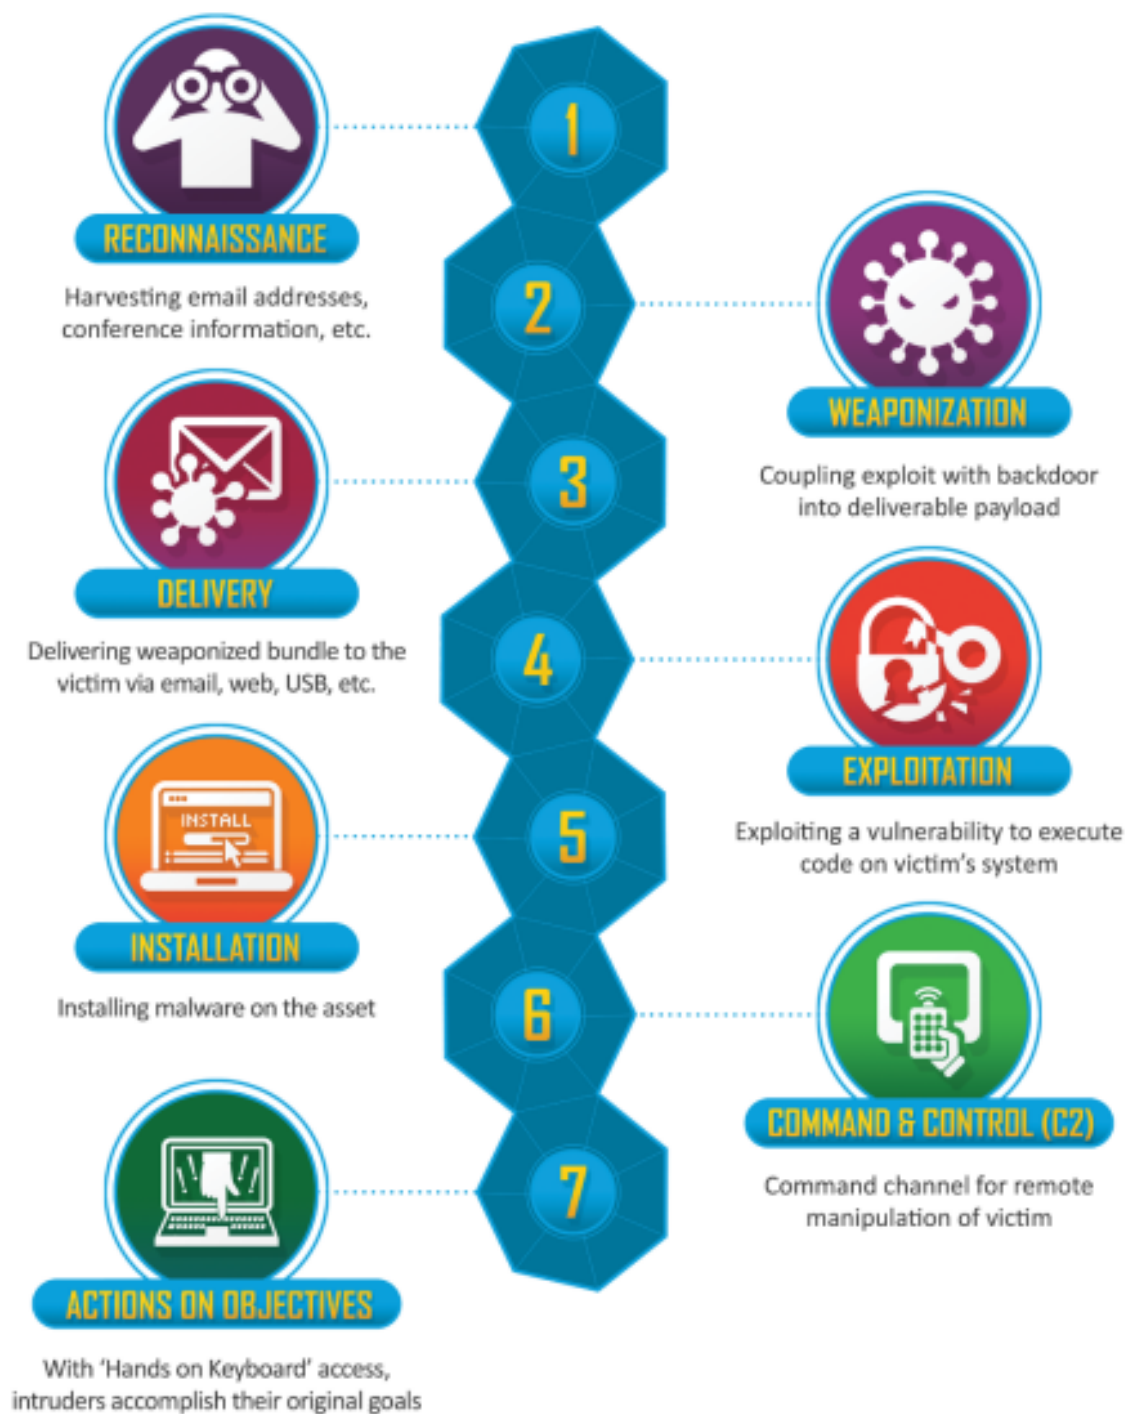 1
RECONNAISSANCE
Harvesting email addresses,
conference information, etc.
2
WEAPONIZATION
Coupling exploit with backdoor
into deliverable payload
3
DELIVERY
Delivering weaponized bundle to the
victim via email, web, USB, etc.
4
EXPLOITATION
Exploiting a vulnerability to execute
code on victim's system
5
INSTALL
INSTALLATION
Installing malware on the asset
6
COMMAND & CONTROL (C2)
Command channel for remote
manipulation of victim
7
ACTIONS ON OBJECTIVES
With ‘Hands on Keyboard’ access,
intruders accomplish their original goals